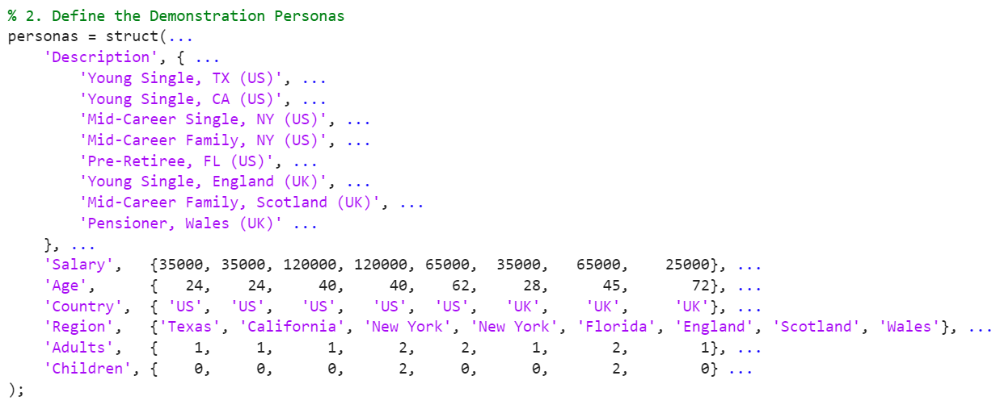 % 2. Define the Demonstration Personas
personas = struct(...
    'Description', { ...
        'Young Single, TX (US)', ...
        'Young Single, CA (US)', ...
        'Mid-Career Single, NY (US)', ...
        'Mid-Career Family, NY (US)', ...
        'Pre-Retiree, FL (US)', ...
        'Young Single, England (UK)', ...
        'Mid-Career Family, Scotland (UK)', ...
        'Pensioner, Wales (UK)' ...
    }, ...
    'Salary',   {35000, 35000, 120000, 120000, 65000,  35000,   65000,    25000}, ...
    'Age',      {   24,    24,     40,     40,    62,     28,      45,       72}, ...
    'Country',  { 'US',  'US',   'US',   'US',  'US',   'UK',    'UK',     'UK'}, ...
    'Region',   {'Texas', 'California', 'New York', 'New York', 'Florida', 'England', 'Scotland', 'Wales'}, ...
    'Adults',   {    1,     1,      1,      2,     2,      1,       2,        1}, ...
    'Children', {    0,     0,      0,      2,     0,      0,       2,        0} ...
);